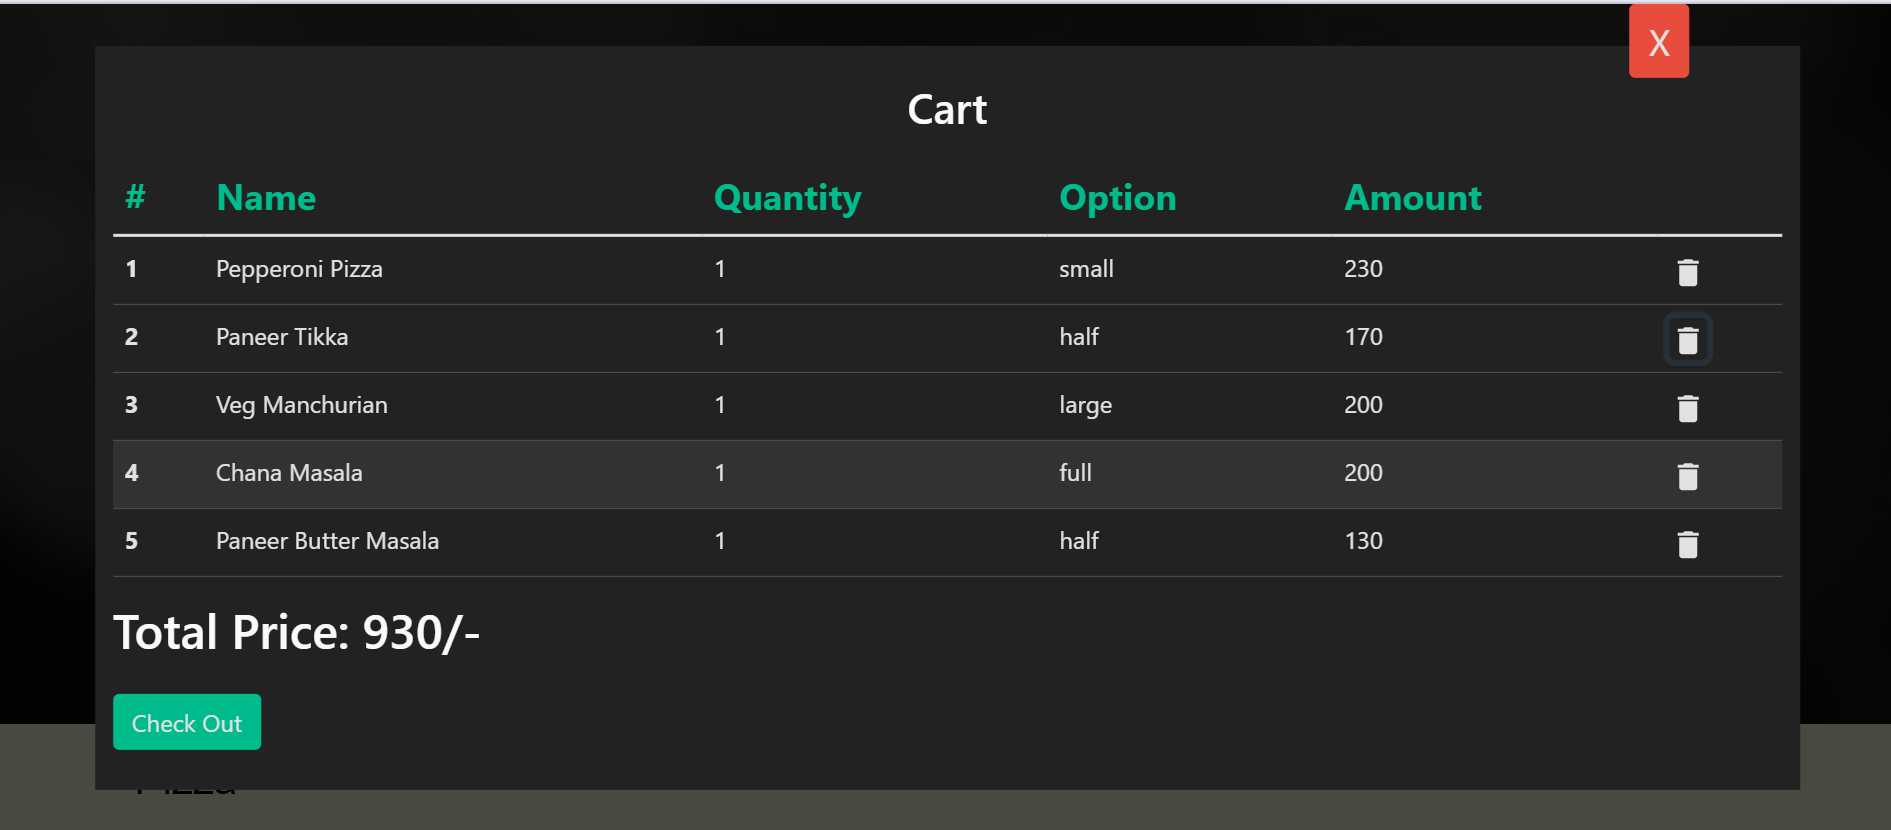 X
Cart
# Name Quantity Option Amount
1 Pepperoni Pizza 1 small 230
2 Paneer Tikka 1 half 170
3 Veg Manchurian 1 large 200
4 Chana Masala 1 full 200
5 Paneer Butter Masala 1 half 130
Total Price: 930/-
Check Out
Pizza